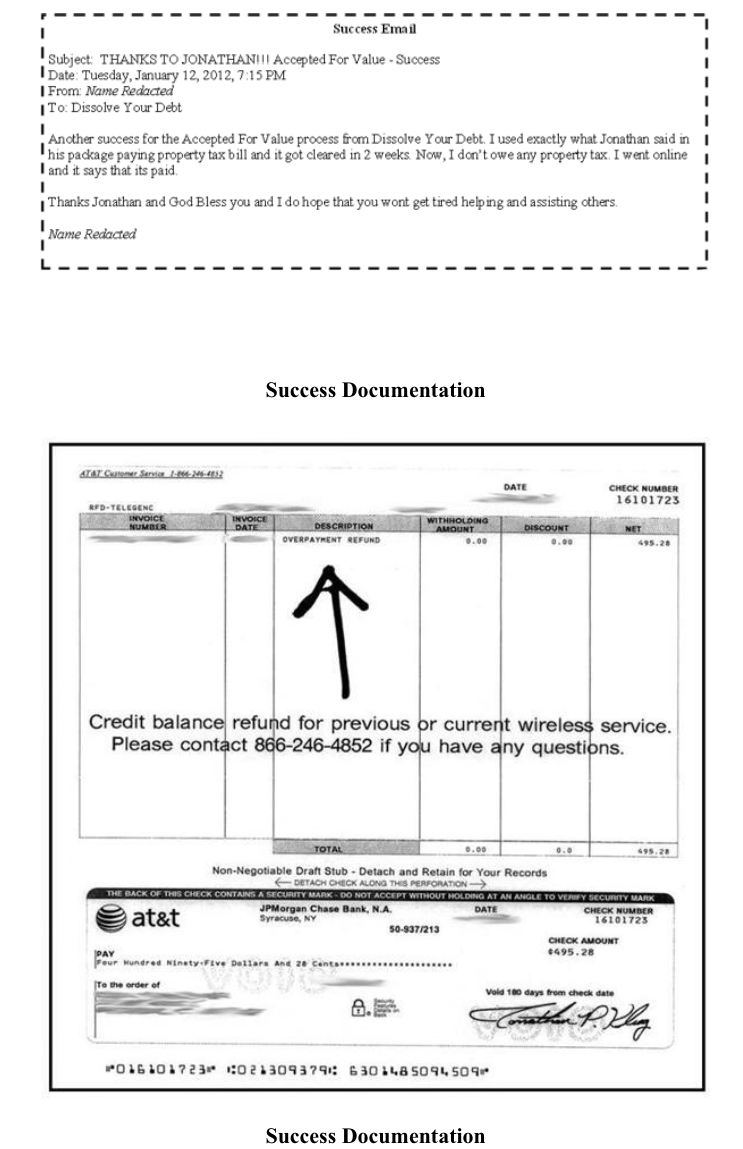 Success Email
Subject: THANKS TO JONATHAN!!! Accepted For Value - Success
Date: Tuesday, January 12, 2012, 7:15 PM
From: Name Redacted
To: Dissolve Your Debt
Another success for the Accepted For Value process from Dissolve Your Debt. I used exactly what Jonathan said in
his package paying property tax bill and it got cleared in 2 weeks. Now, I don't owe any property tax. I went online
and it says that its paid.
Thanks Jonathan and God Bless you and I do hope that you wont get tired helping and assisting others.
Name Redacted
Success Documentation
AT&T Customer Service 1-866-246-4852
DATE CHECK NUMBER
16101723
RFD-TELEGENC
INVOICE NUMBER INVOICE DATE DESCRIPTION WITHHOLDING AMOUNT DISCOUNT NET
OVERPAYMENT REFUND 0.00 0.00 495.28
Credit balance refund for previous or current wireless service.
Please contact 866-246-4852 if you have any questions.
TOTAL 0.00 0.0 495.28
Non-Negotiable Draft Stub - Detach and Retain for Your Records
← DETACH CHECK ALONG THIS PERFORATION →
THE BACK OF THIS CHECK CONTAINS A SECURITY MARK - DO NOT ACCEPT WITHOUT HOLDING AT AN ANGLE TO VERIFY SECURITY MARK
at&t JPMorgan Chase Bank, N.A. DATE CHECK NUMBER
Syracuse, NY 16101723
50-937/213
CHECK AMOUNT
$495.28
PAY
Four Hundred Ninety-Five Dollars And 28 Cents**********************
To the order of
Void 180 days from check date
Security Features Details on Back
VOID
VOID
⑈016101723⑈ ⑆021309379⑆ 6301485094509⑈
Success Documentation